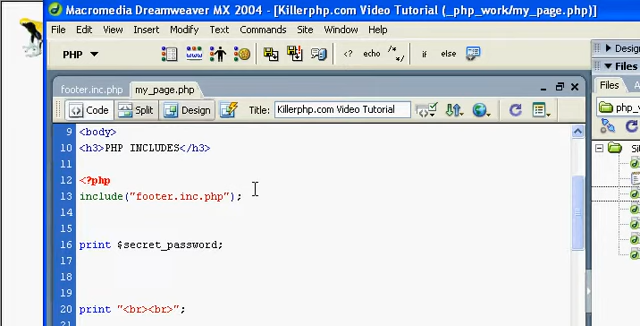 Macromedia Dreamweaver MX 2004 - [Killerphp.com Video Tutorial (_php_work/my_page.php)]
File Edit View Insert Modify Text Commands Site Window Help
PHP <? echo /* */ if else
Design
Files
footer.inc.php my_page.php
Code Split Design Title: Killerphp.com Video Tutorial
php_v
9 <body>
10 <h3>PHP INCLUDES</h3>
11
12 <?php
13 include("footer.inc.php");
14
15
16 print $secret_password;
17
18
19
20 print "<br><br>";
21